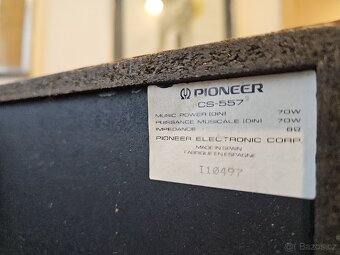 PIONEER
CS-557
MUSIC POWER (DIN) 70W
PUISSANCE MUSICALE (DIN) 70W
IMPEDANCE 8Ω
PIONEER ELECTRONIC CORP
MADE IN SPAIN
FABRIQUE EN ESPAGNE
I10497
Bazoš.cz